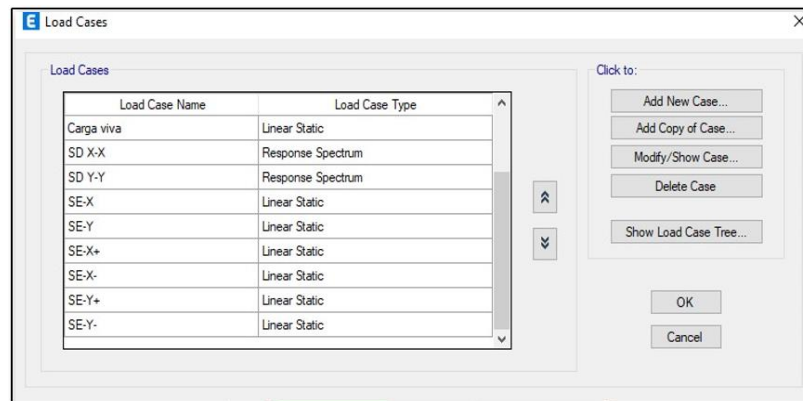 Load Cases
Load Cases
Click to:
Load Case Name Load Case Type
Carga viva Linear Static
SD X-X Response Spectrum
SD Y-Y Response Spectrum
SE-X Linear Static
SE-Y Linear Static
SE-X+ Linear Static
SE-X- Linear Static
SE-Y+ Linear Static
SE-Y- Linear Static
Add New Case...
Add Copy of Case...
Modify/Show Case...
Delete Case
Show Load Case Tree...
OK
Cancel